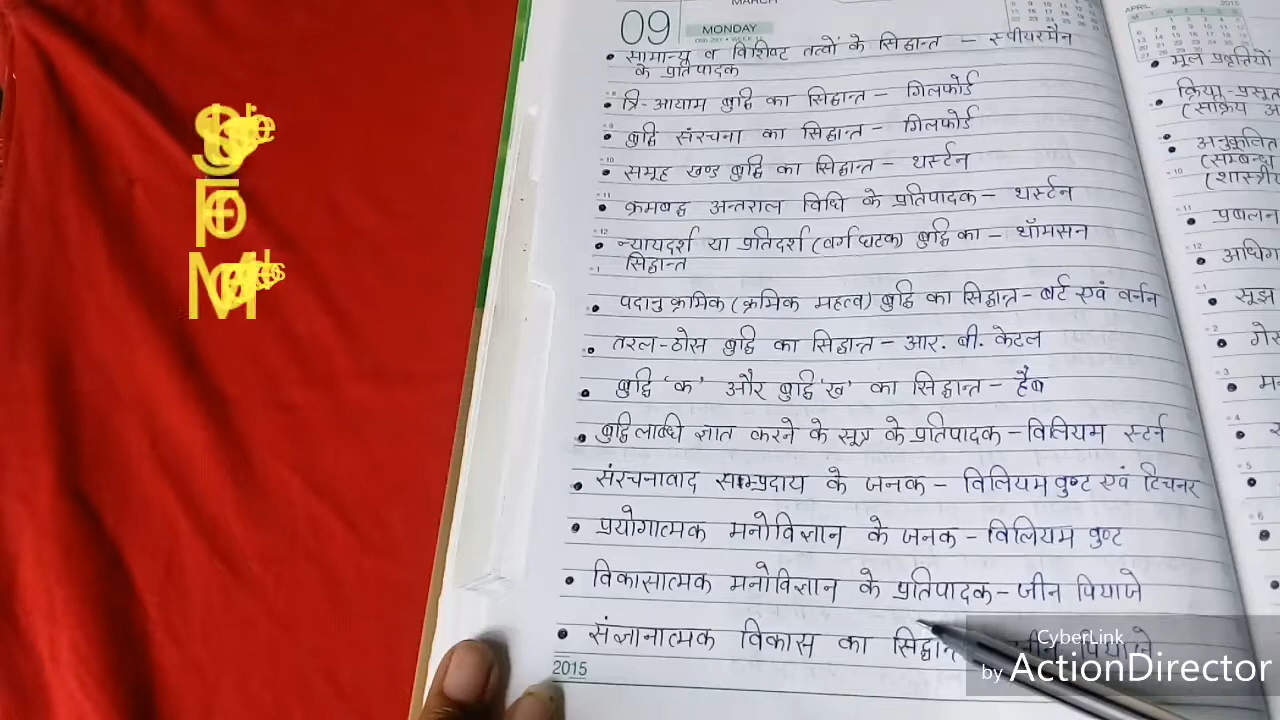 MARCH
09
MONDAY
• सामान्य व विशिष्ट तत्वों के सिद्धान्त – स्पीयरमैन
के प्रतिपादक
• त्रि-आयाम बुद्धि का सिद्धान्त – गिलफोर्ड
• बुद्धि संरचना का सिद्धान्त – गिलफोर्ड
• समूह खण्ड बुद्धि का सिद्धान्त – थर्स्टन
• क्रमबद्ध अन्तराल विधि के प्रतिपादक – थर्स्टन
• न्यायदर्श या प्रतिदर्श (वर्ग घटक) बुद्धि का – थॉमसन
सिद्धान्त
• पदानुक्रमिक (क्रमिक महत्व) बुद्धि का सिद्धान्त – बर्ट एवं वर्नन
• तरल-ठोस बुद्धि का सिद्धान्त – आर. बी. केटल
• बुद्धि 'क' और बुद्धि 'ख' का सिद्धान्त – हैब
• बुद्धिलाब्धि ज्ञात करने के सूत्र के प्रतिपादक – विलियम स्टर्न
• संरचनावाद साम्प्रदाय के जनक – विलियम वुण्ट एवं टिचनर
• प्रयोगात्मक मनोविज्ञान के जनक – विलियम वुण्ट
• विकासात्मक मनोविज्ञान के प्रतिपादक – जीन पियाजे
• संज्ञानात्मक विकास का
2015
APRIL 2015
• मूल प्रवृत्तियों
•
•
(शास्त्रीय
•
•
• सूझ
CyberLink
by ActionDirector